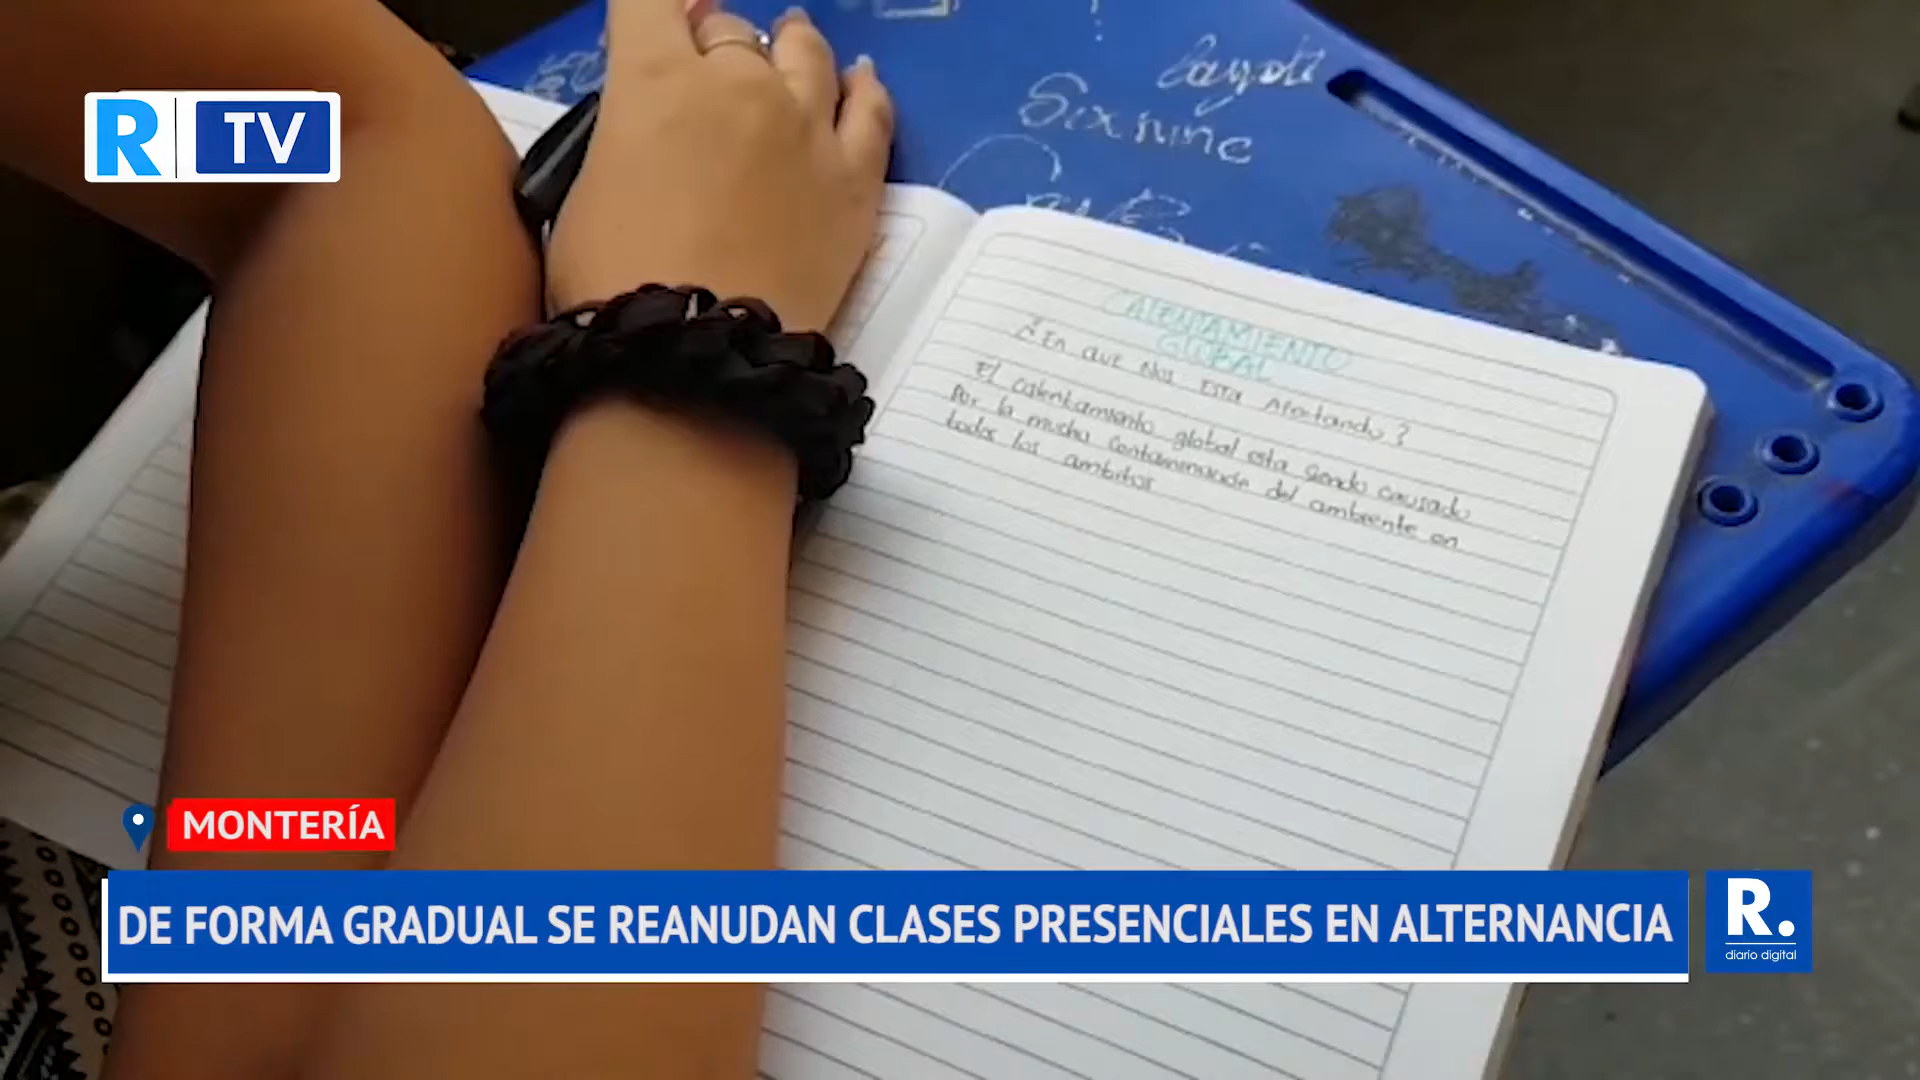 R TV
Sixnine
CALENTAMIENTO
GLOBAL
¿En que nos esta afectando?
El calentamiento global esta siendo causado
Por la mucha contaminación del ambiente en
todos los ambitos
MONTERÍA
DE FORMA GRADUAL SE REANUDAN CLASES PRESENCIALES EN ALTERNANCIA
R.
diario digital